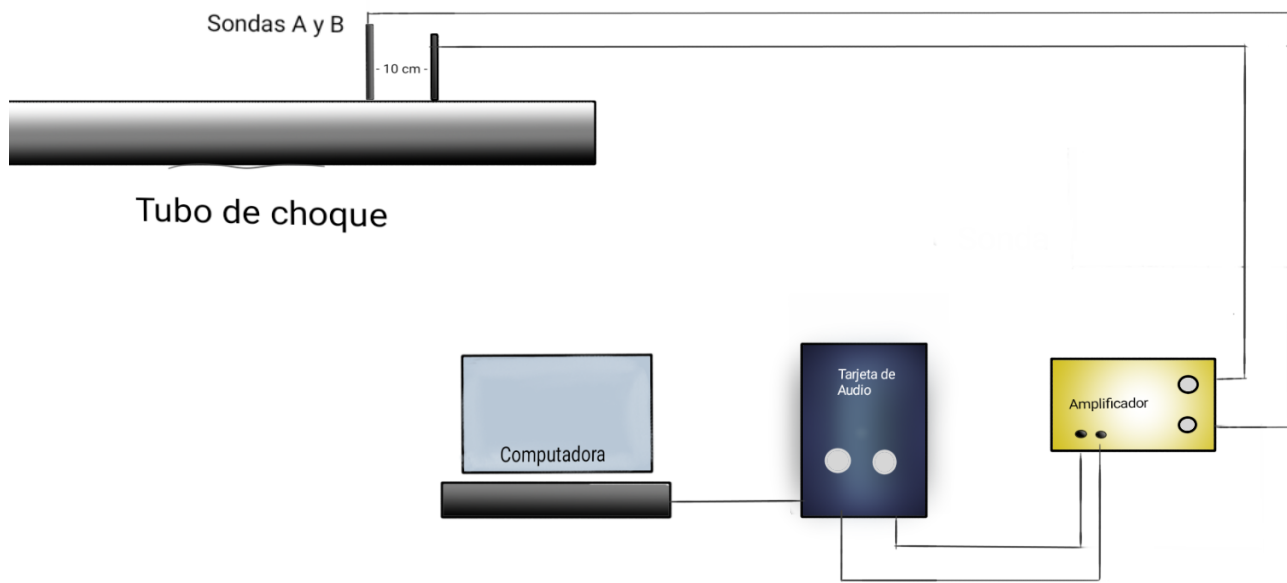 Sondas A y B
- 10 cm -
Tubo de choque
Tarjeta de
Audio
Amplificador
Computadora